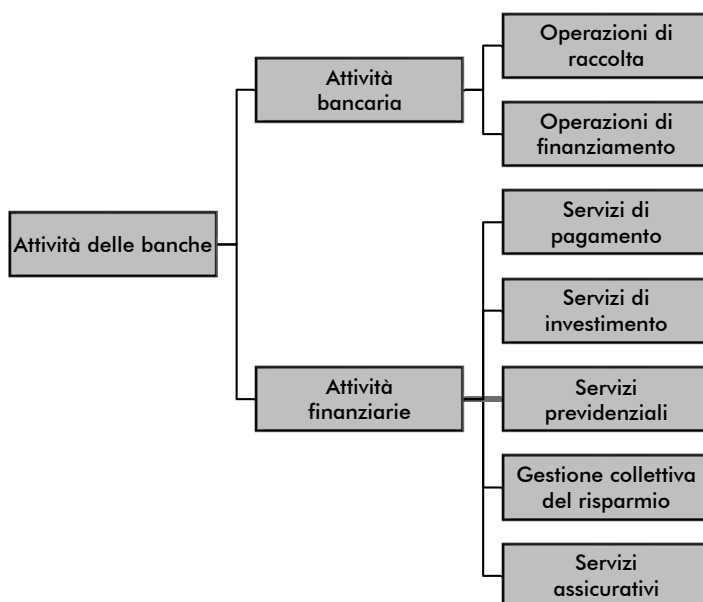 Attività delle banche
Attività
bancaria
Operazioni di
raccolta
Operazioni di
finanziamento
Attività
finanziarie
Servizi di
pagamento
Servizi di
investimento
Servizi
previdenziali
Gestione collettiva
del risparmio
Servizi
assicurativi